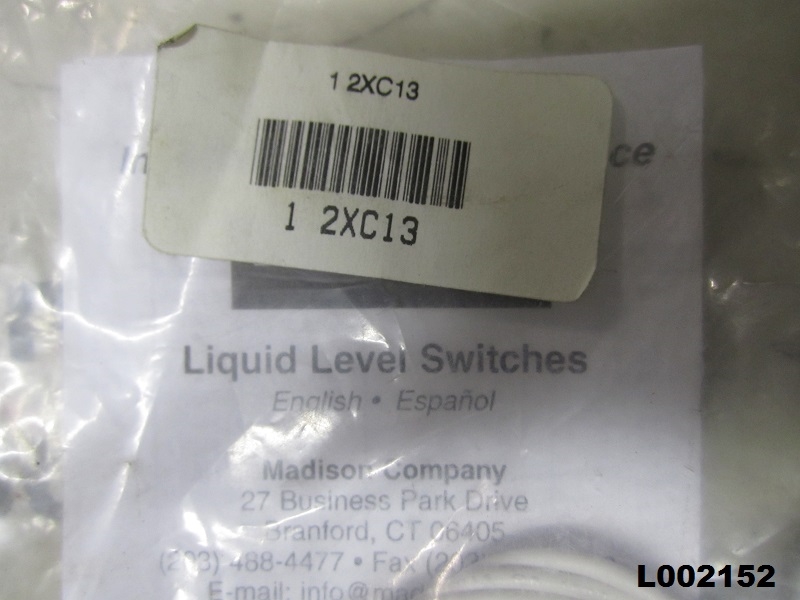 1 2XC13
1 2XC13
Liquid Level Switches
English • Español
Madison Company
27 Business Park Drive
Branford, CT 06405
(203) 488-4477 • Fax
E-mail:
L002152